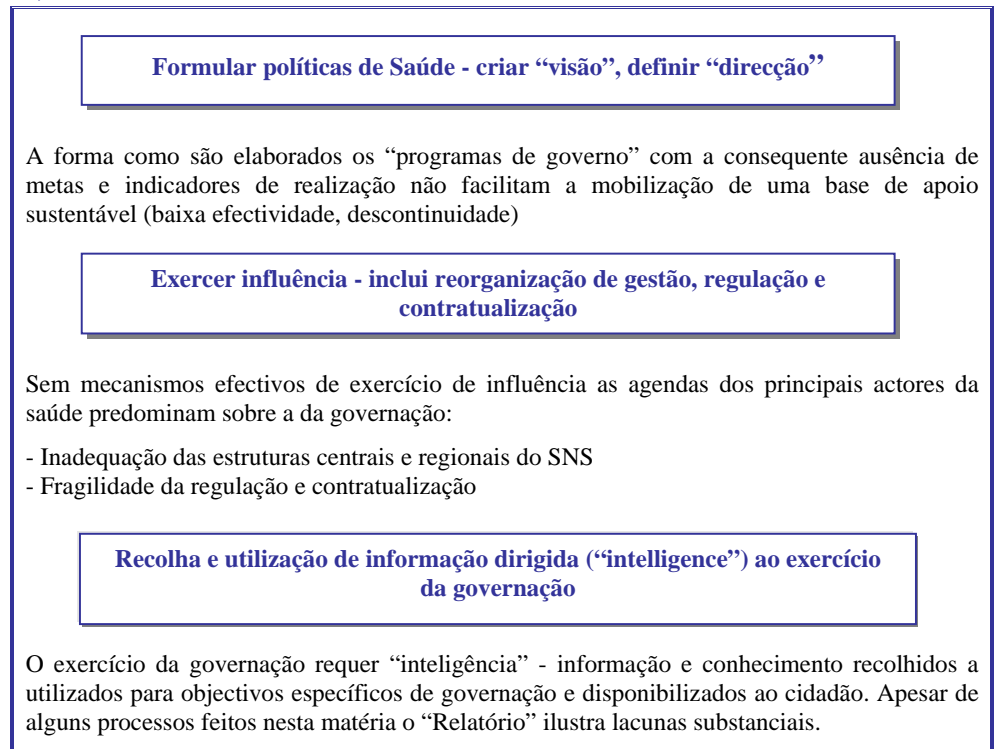 Formular políticas de Saúde - criar “visão”, definir “direcção”
A forma como são elaborados os “programas de governo” com a consequente ausência de
metas e indicadores de realização não facilitam a mobilização de uma base de apoio
sustentável (baixa efectividade, descontinuidade)
Exercer influência - inclui reorganização de gestão, regulação e
contratualização
Sem mecanismos efectivos de exercício de influência as agendas dos principais actores da
saúde predominam sobre a da governação:
- Inadequação das estruturas centrais e regionais do SNS
- Fragilidade da regulação e contratualização
Recolha e utilização de informação dirigida (“intelligence”) ao exercício
da governação
O exercício da governação requer “inteligência” - informação e conhecimento recolhidos a
utilizados para objectivos específicos de governação e disponibilizados ao cidadão. Apesar de
alguns processos feitos nesta matéria o “Relatório” ilustra lacunas substanciais.